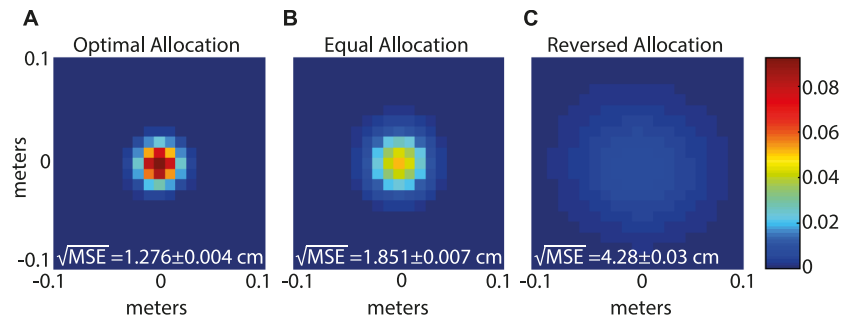 A
B
C
Optimal Allocation
Equal Allocation
Reversed Allocation
0.1
0
-0.1
meters
√MSE =1.276±0.004 cm
√MSE =1.851±0.007 cm
√MSE =4.28±0.03 cm
-0.1 0 0.1
-0.1 0 0.1
-0.1 0 0.1
meters
meters
meters
0.08
0.06
0.04
0.02
0